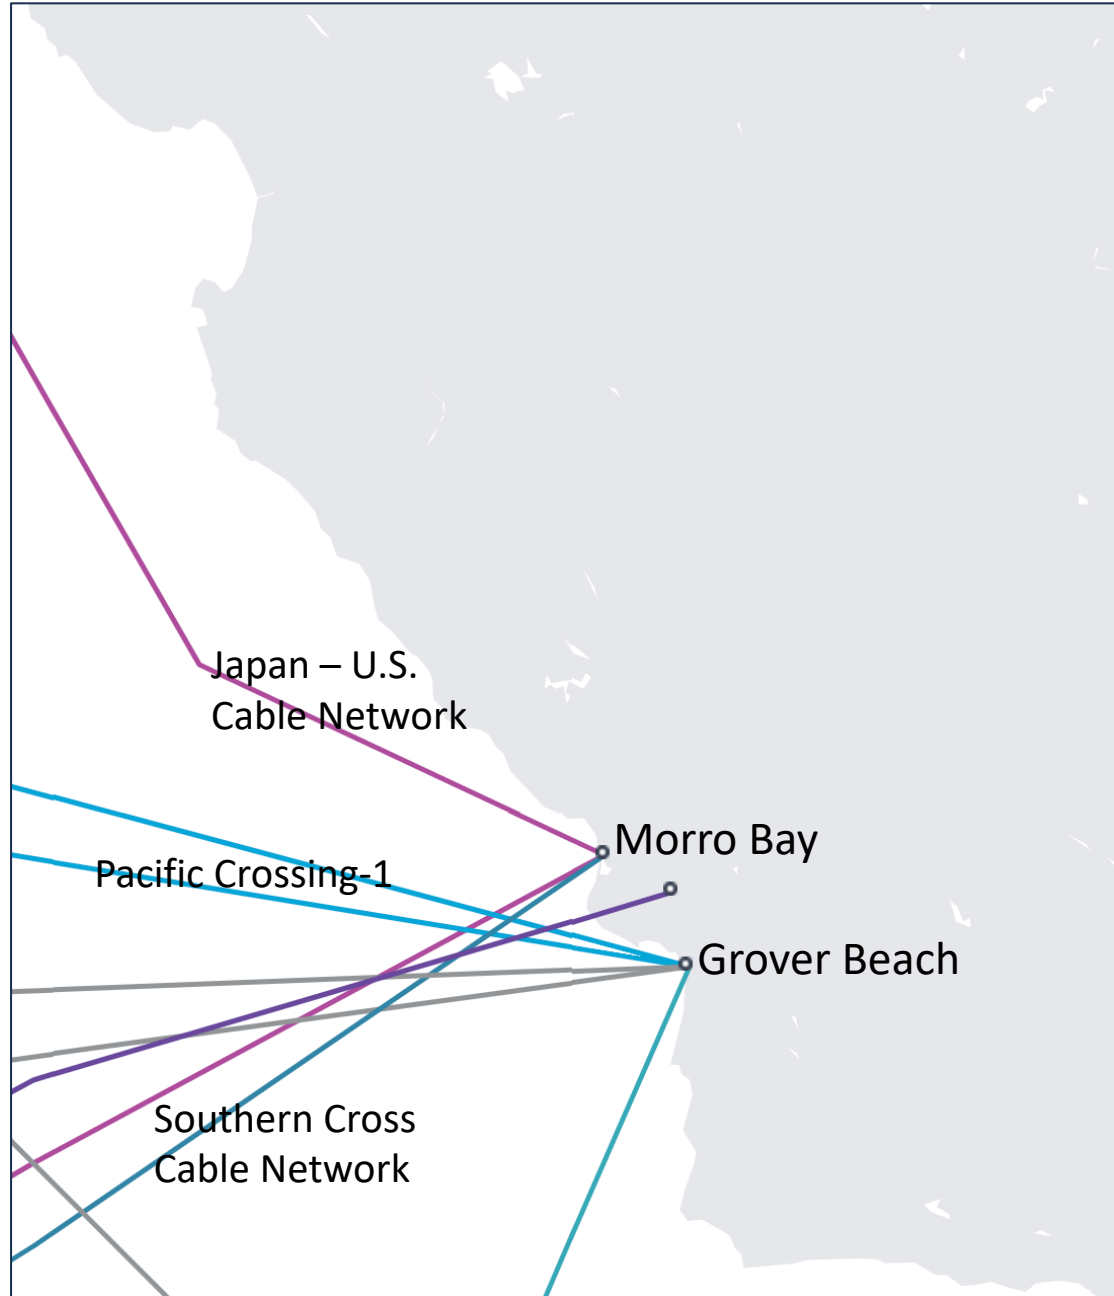 Japan – U.S.
Cable Network
Morro Bay
Pacific Crossing-1
Grover Beach
Southern Cross
Cable Network